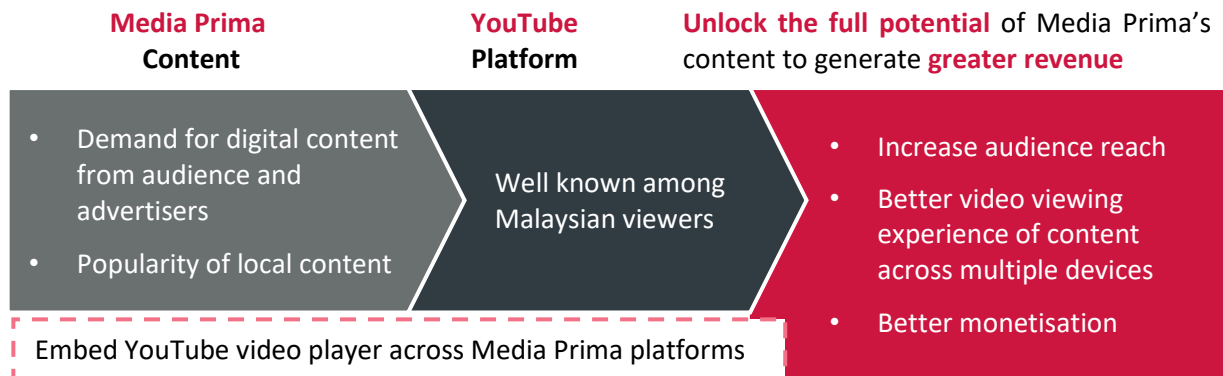 Media Prima
Content
YouTube
Platform
Unlock the full potential of Media Prima’s
content to generate greater revenue
• Demand for digital content
from audience and
advertisers
• Popularity of local content
Well known among
Malaysian viewers
• Increase audience reach
• Better video viewing
experience of content
across multiple devices
• Better monetisation
Embed YouTube video player across Media Prima platforms